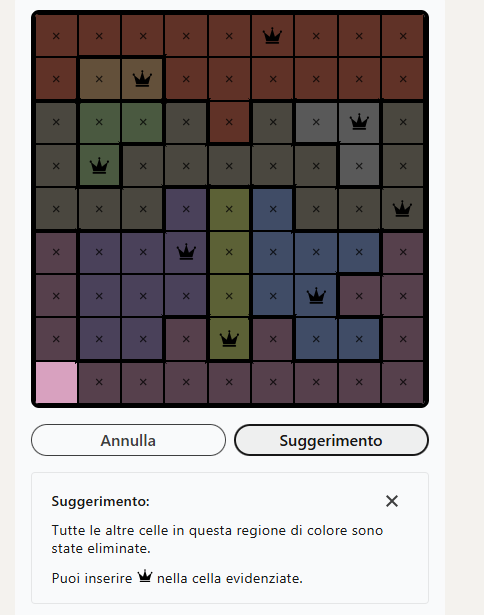 Annulla
Suggerimento
Suggerimento:
Tutte le altre celle in questa regione di colore sono
state eliminate.
Puoi inserire nella cella evidenziate.